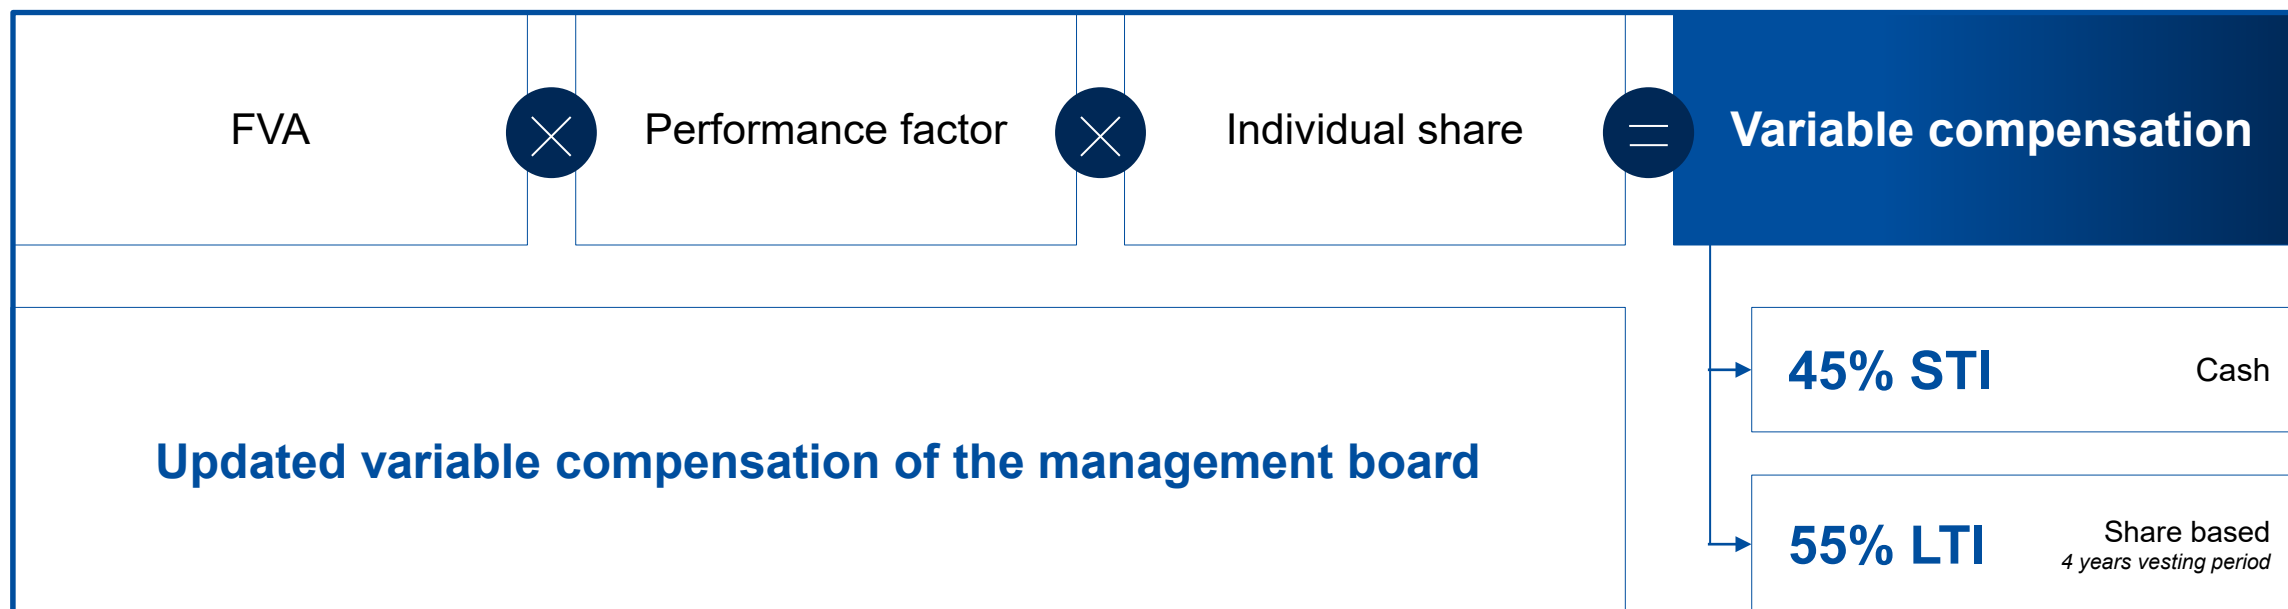 FVA
Performance factor
Individual share
Variable compensation
Updated variable compensation of the management board
45% STI
Cash
55% LTI
Share based
4 years vesting period